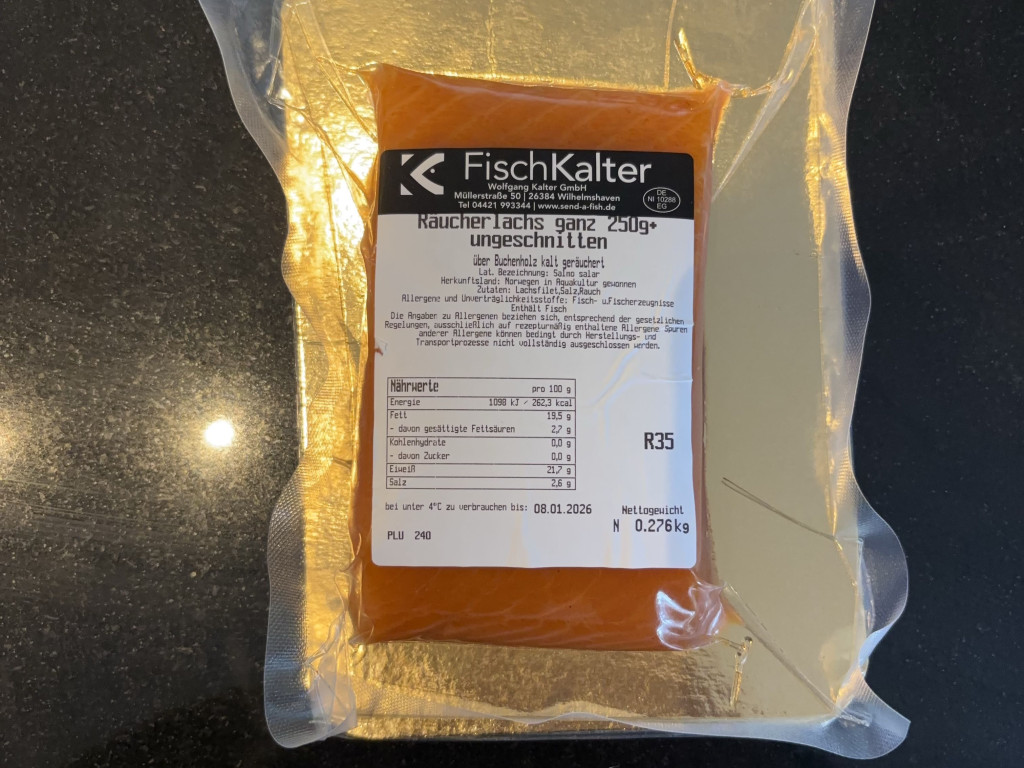 FischKalter
Wolfgang Kalter GmbH
Müllerstraße 50 | 26384 Wilhelmshaven
Tel 04421 993344 | www.send-a-fish.de
DE
NI 10288
EG
Räucherlachs ganz 250g+
ungeschnitten
über Buchenholz kalt geräuchert
Lat. Bezeichnung: Salmo salar
Herkunftsland: Norwegen in Aquakultur gewonnen
Zutaten: Lachsfilet,Salz,Rauch
Allergene und Unverträglichkeitsstoffe: Fisch- u.Fischerzeugnisse
Enthält Fisch
Die Angaben zu Allergenen beziehen sich, entsprechend der gesetzlichen
Regelungen, ausschließlich auf rezepturmäßig enthaltene Allergene. Spuren
anderer Allergene können bedingt durch Herstellungs- und
Transportprozesse nicht vollständig ausgeschlossen werden.
Nährwerte pro 100 g
Energie 1098 kJ / 262,3 kcal
Fett 19,5 g
- davon gesättigte Fettsäuren 2,7 g
Kohlenhydrate 0,0 g
- davon Zucker 0,0 g
Eiweiß 21,7 g
Salz 2,6 g
R35
bei unter 4°C zu verbrauchen bis: 08.01.2026
Nettogewicht
N 0.276kg
PLU 240